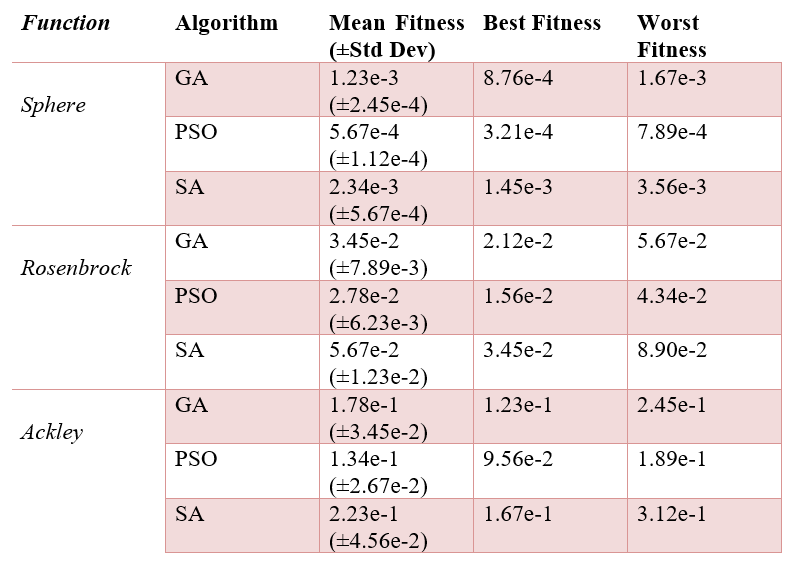 Function Algorithm Mean Fitness Best Fitness Worst
(±Std Dev) Fitness
GA 1.23e-3 8.76e-4 1.67e-3
Sphere (±2.45e-4)
PSO 5.67e-4 3.21e-4 7.89e-4
(±1.12e-4)
SA 2.34e-3 1.45e-3 3.56e-3
(±5.67e-4)
GA 3.45e-2 2.12e-2 5.67e-2
Rosenbrock (±7.89e-3)
PSO 2.78e-2 1.56e-2 4.34e-2
(±6.23e-3)
SA 5.67e-2 3.45e-2 8.90e-2
(±1.23e-2)
GA 1.78e-1 1.23e-1 2.45e-1
Ackley (±3.45e-2)
PSO 1.34e-1 9.56e-2 1.89e-1
(±2.67e-2)
SA 2.23e-1 1.67e-1 3.12e-1
(±4.56e-2)